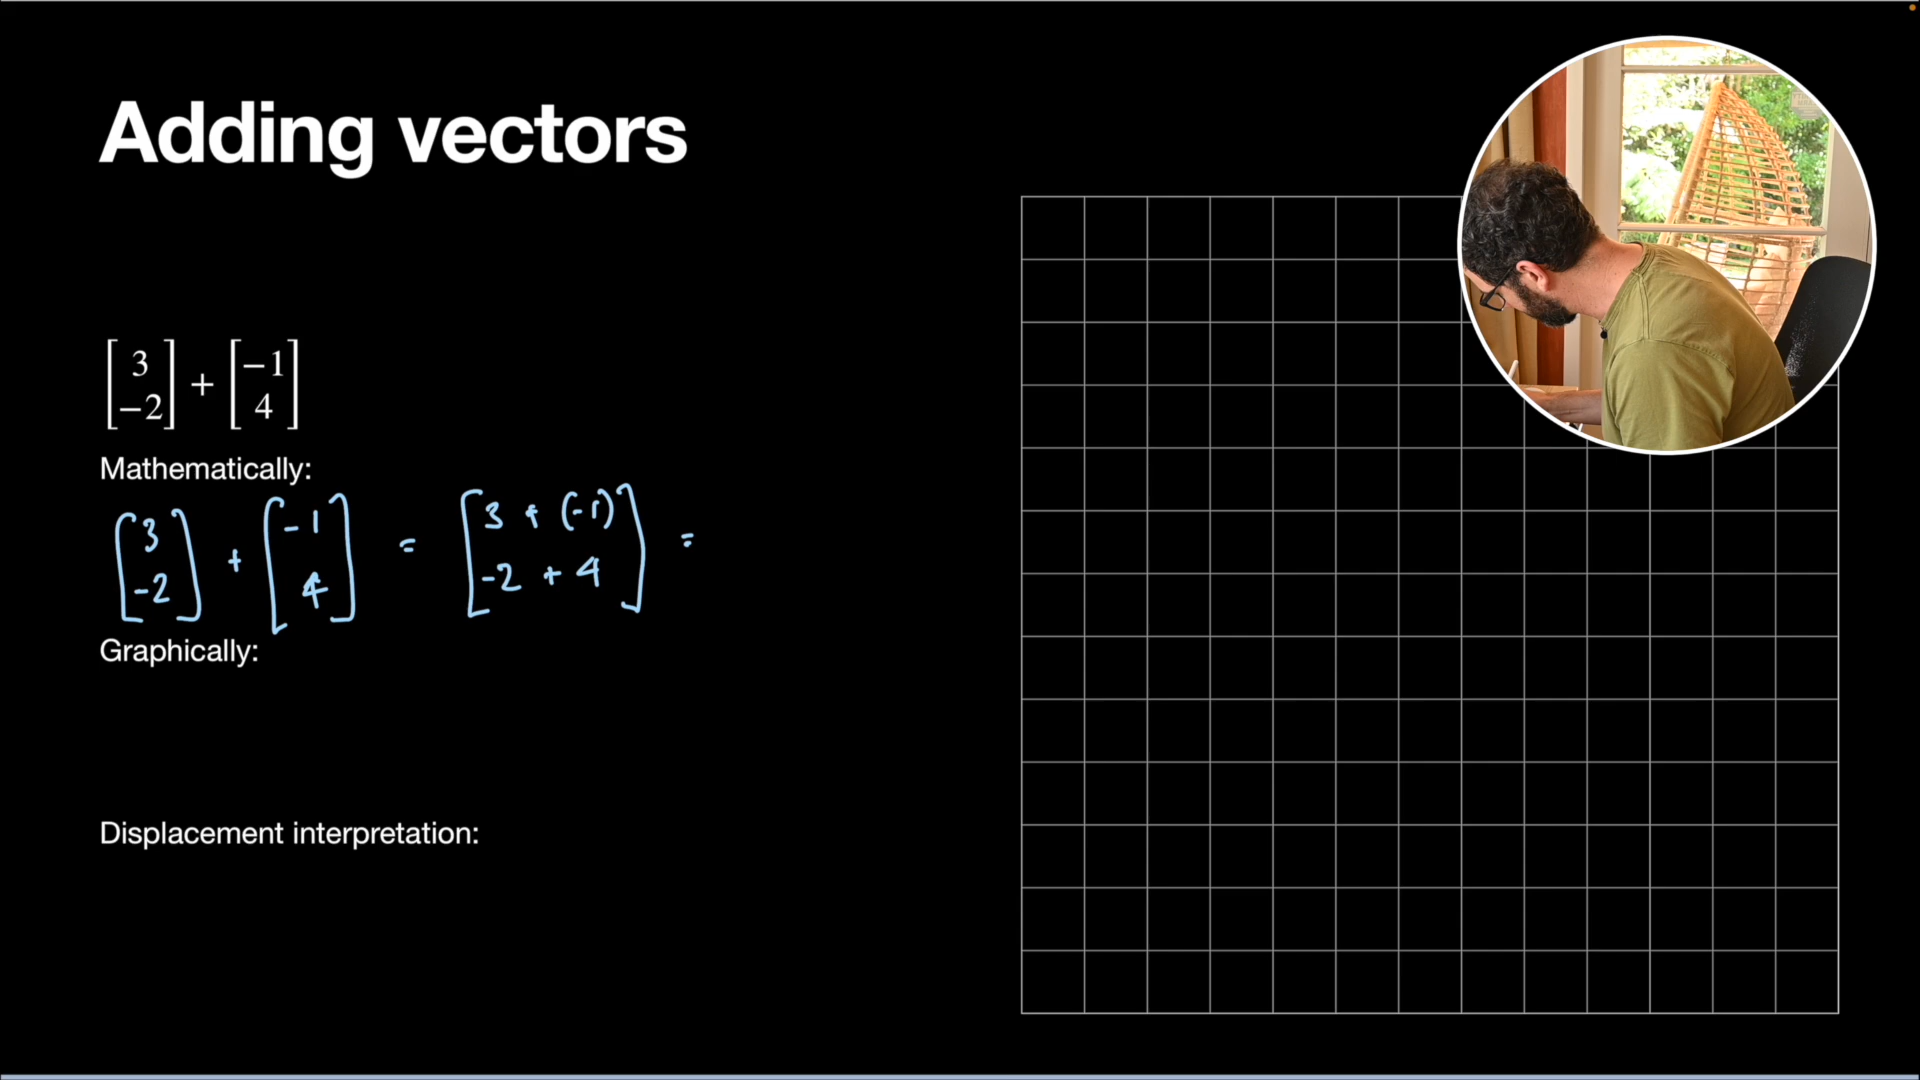 Adding vectors
[3 −2] + [−1 4]
Mathematically:
[3 -2] + [-1 4] = [3 + (-1) -2 + 4] =
Graphically:
Displacement interpretation: